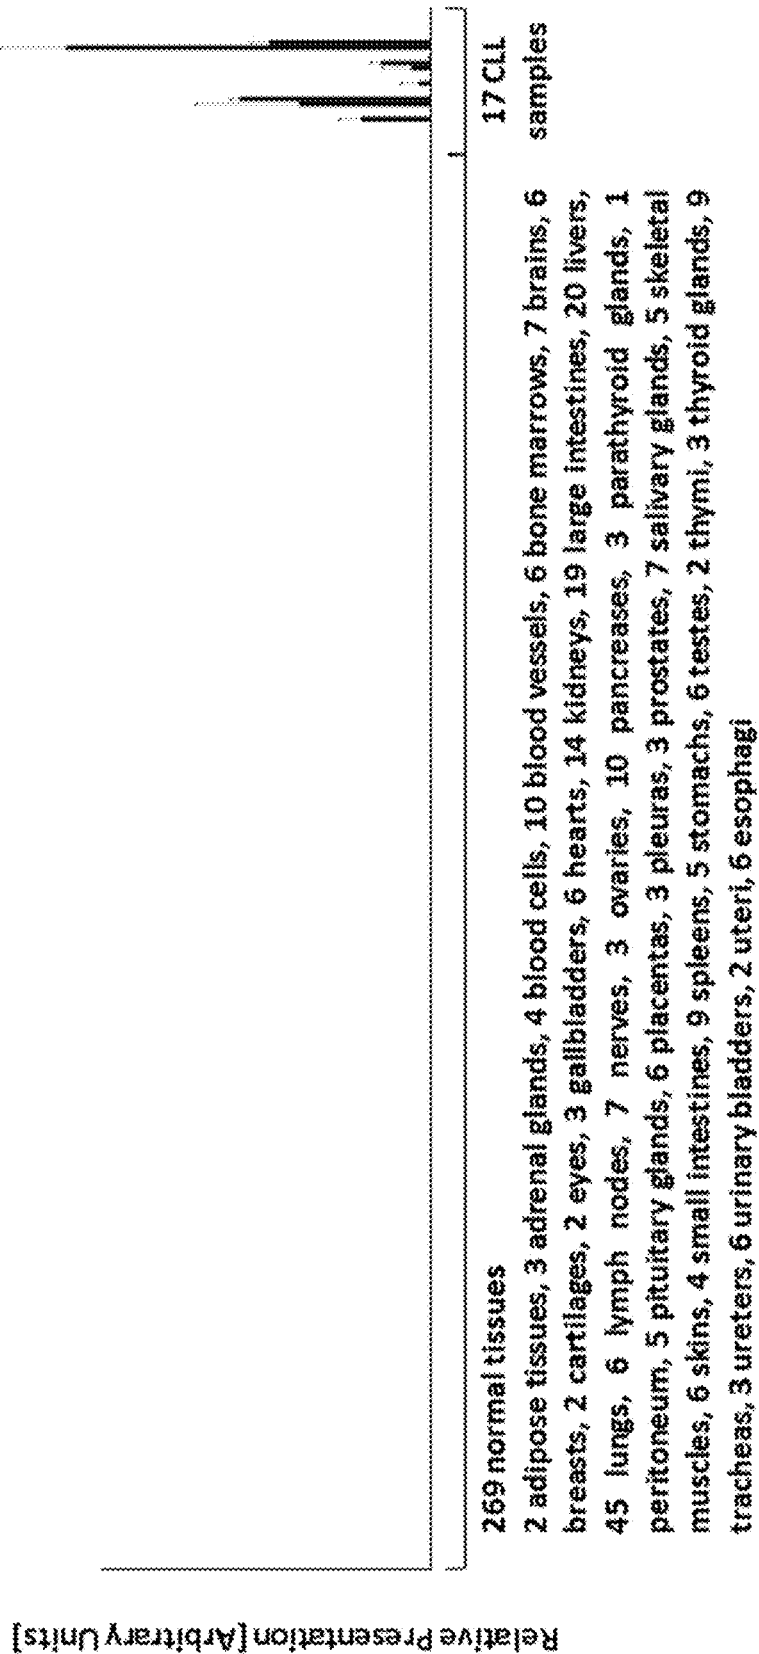 Relative Presentation [Arbitrary Units]
269 normal tissues
2 adipose tissues, 3 adrenal glands, 4 blood cells, 10 blood vessels, 6 bone marrows, 7 brains, 6
breasts, 2 cartilages, 2 eyes, 3 gallbladders, 6 hearts, 14 kidneys, 19 large intestines, 20 livers,
45 lungs, 6 lymph nodes, 7 nerves, 3 ovaries, 10 pancreases, 3 parathyroid glands, 1
peritoneum, 5 pituitary glands, 6 placentas, 3 pleuras, 3 prostates, 7 salivary glands, 5 skeletal
muscles, 6 skins, 4 small intestines, 9 spleens, 5 stomachs, 6 testes, 2 thymi, 3 thyroid glands, 9
tracheas, 3 ureters, 6 urinary bladders, 2 uteri, 6 esophagi
17 CLL
samples